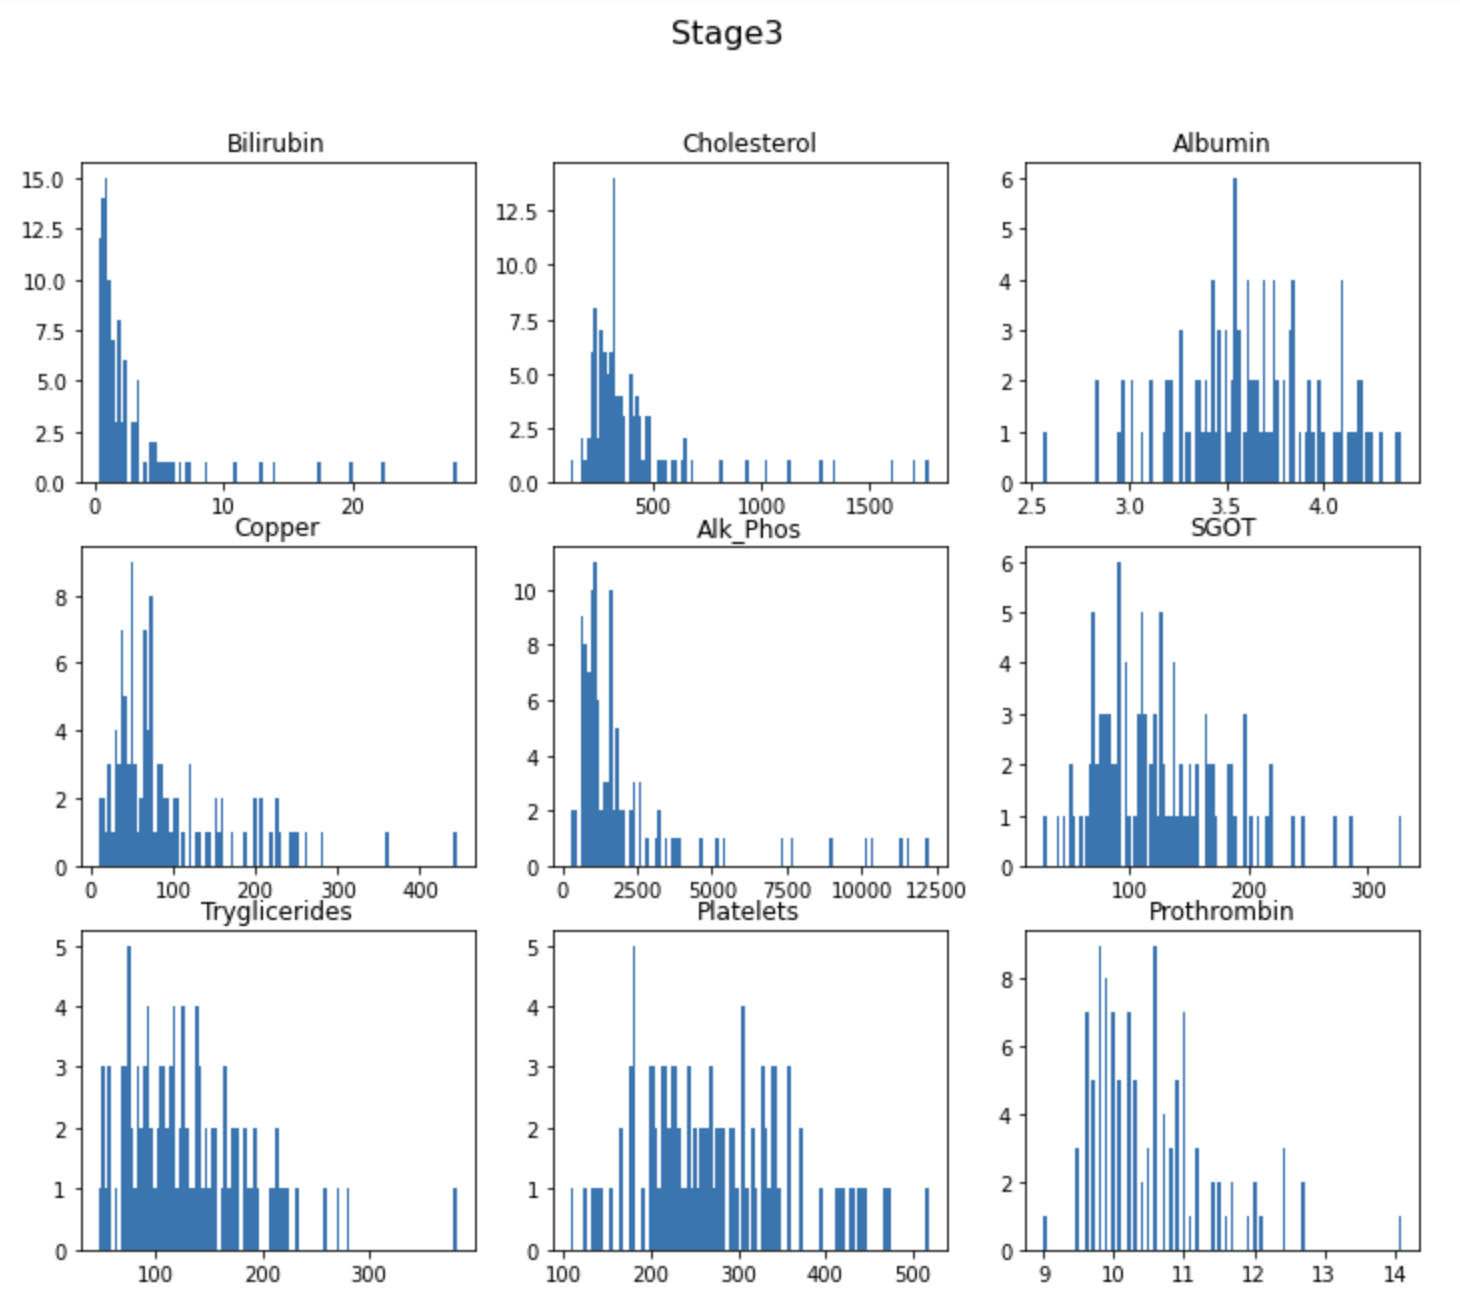 Stage3
Bilirubin
Cholesterol
Albumin
15.0
12.5
10.0
7.5
5.0
2.5
0.0
0 10 20
12.5
10.0
7.5
5.0
2.5
0.0
500 1000 1500
6
5
4
3
2
1
0
2.5 3.0 3.5 4.0
Copper
Alk_Phos
SGOT
8
6
4
2
0
0 100 200 300 400
10
8
6
4
2
0
0 2500 5000 7500 10000 12500
6
5
4
3
2
1
0
100 200 300
Tryglicerides
Platelets
Prothrombin
5
4
3
2
1
0
100 200 300
5
4
3
2
1
0
100 200 300 400 500
8
6
4
2
0
9 10 11 12 13 14